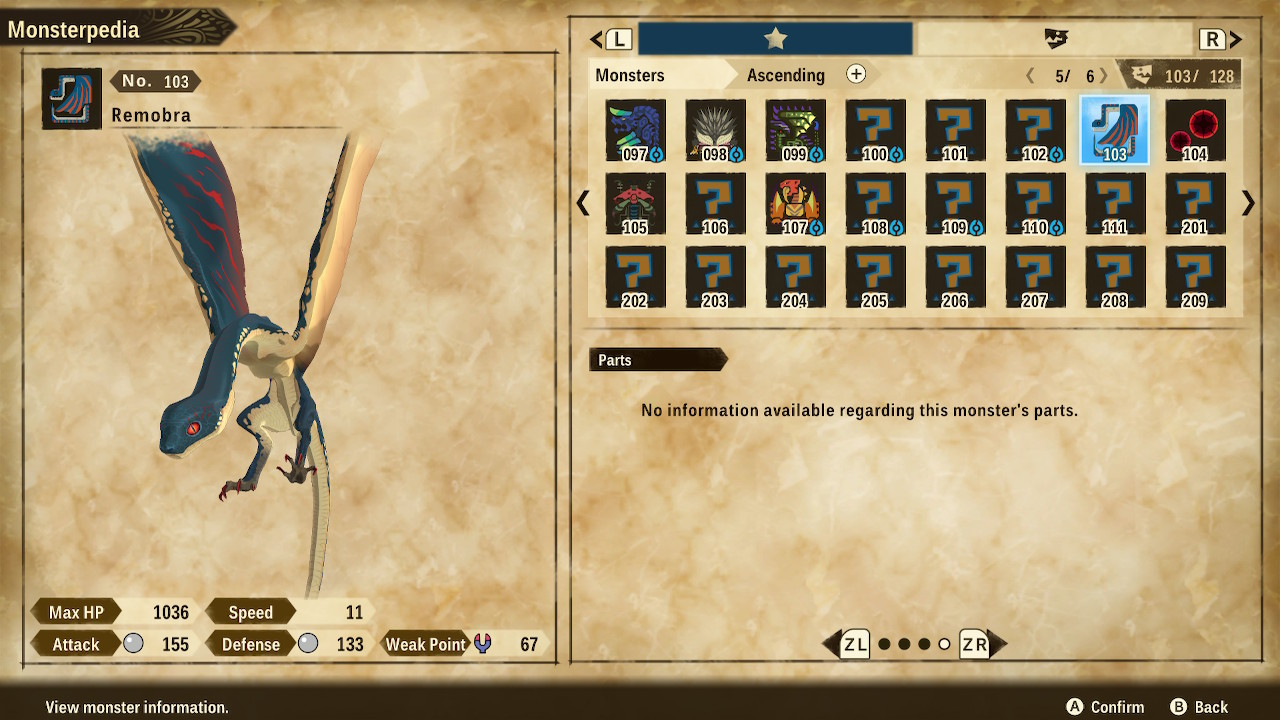 Monsterpedia
No. 103
Remobra
Max HP 1036 Speed 11
Attack 155 Defense 133 Weak Point 67
L R
Monsters Ascending 5/ 6 103/ 128
097 098 099 100 101 102 103 104
105 106 107 108 109 110 111 201
202 203 204 205 206 207 208 209
Parts
No information available regarding this monster's parts.
ZL ZR
View monster information.
A Confirm B Back